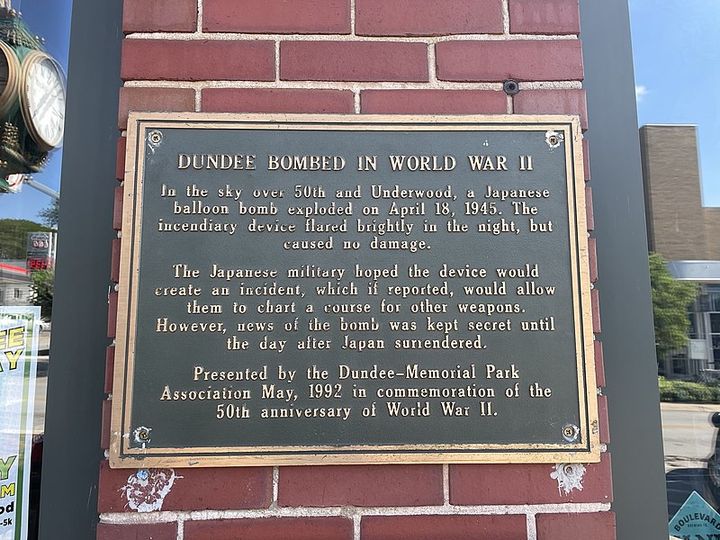 DUNDEE BOMBED IN WORLD WAR II
In the sky over 50th and Underwood, a Japanese
balloon bomb exploded on April 18, 1945. The
incendiary device flared brightly in the night, but
caused no damage.
The Japanese military hoped the device would
create an incident, which if reported, would allow
them to chart a course for other weapons.
However, news of the bomb was kept secret until
the day after Japan surrendered.
Presented by the Dundee-Memorial Park
Association May, 1992 in commemoration of the
50th anniversary of World War II.
BOULEVARD